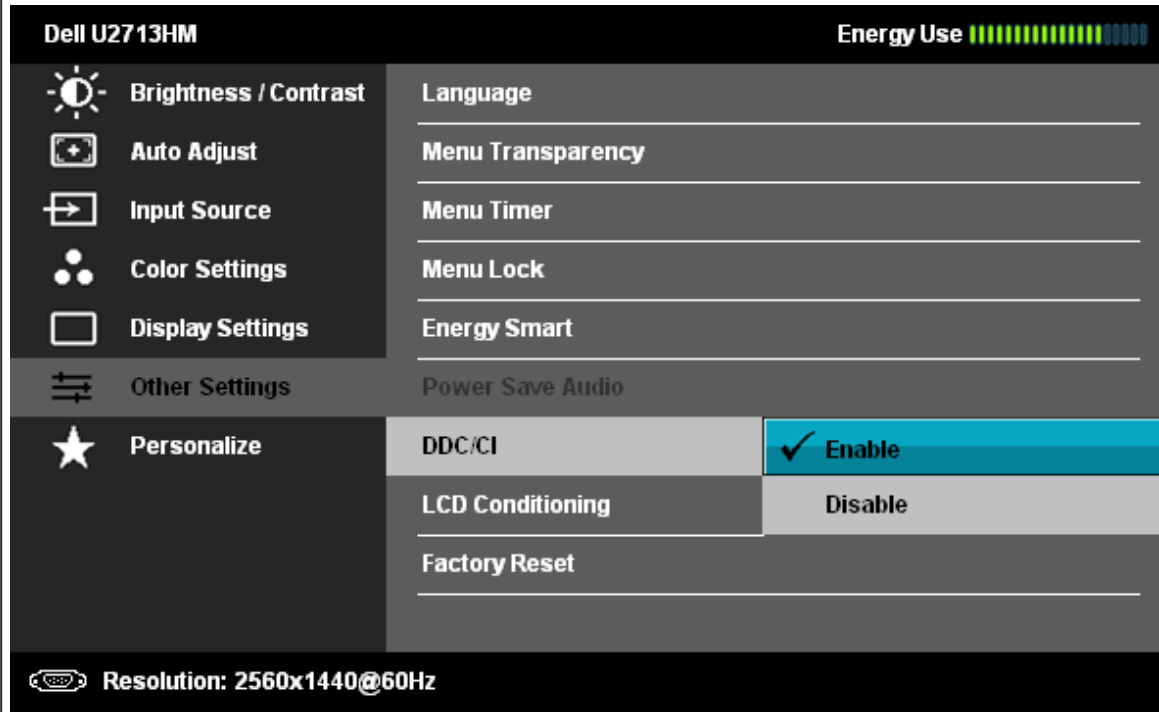 Dell U2713HM
Energy Use
Brightness / Contrast
Auto Adjust
Input Source
Color Settings
Display Settings
Other Settings
Personalize
Language
Menu Transparency
Menu Timer
Menu Lock
Energy Smart
Power Save Audio
DDC/CI
Enable
Disable
LCD Conditioning
Factory Reset
Resolution: 2560x1440@60Hz